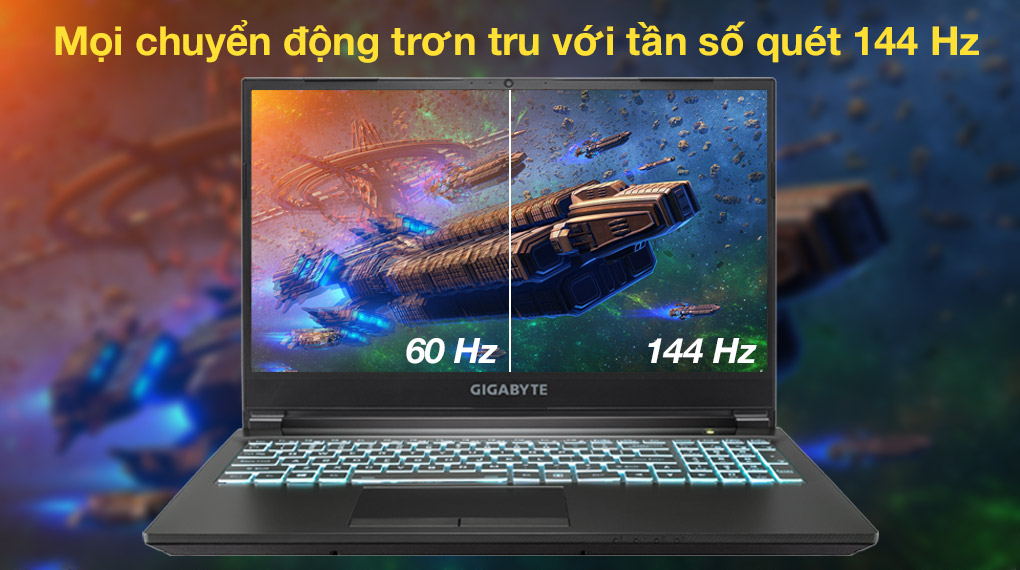 Mọi chuyển động trơn tru với tần số quét 144 Hz
60 Hz
144 Hz
GIGABYTE